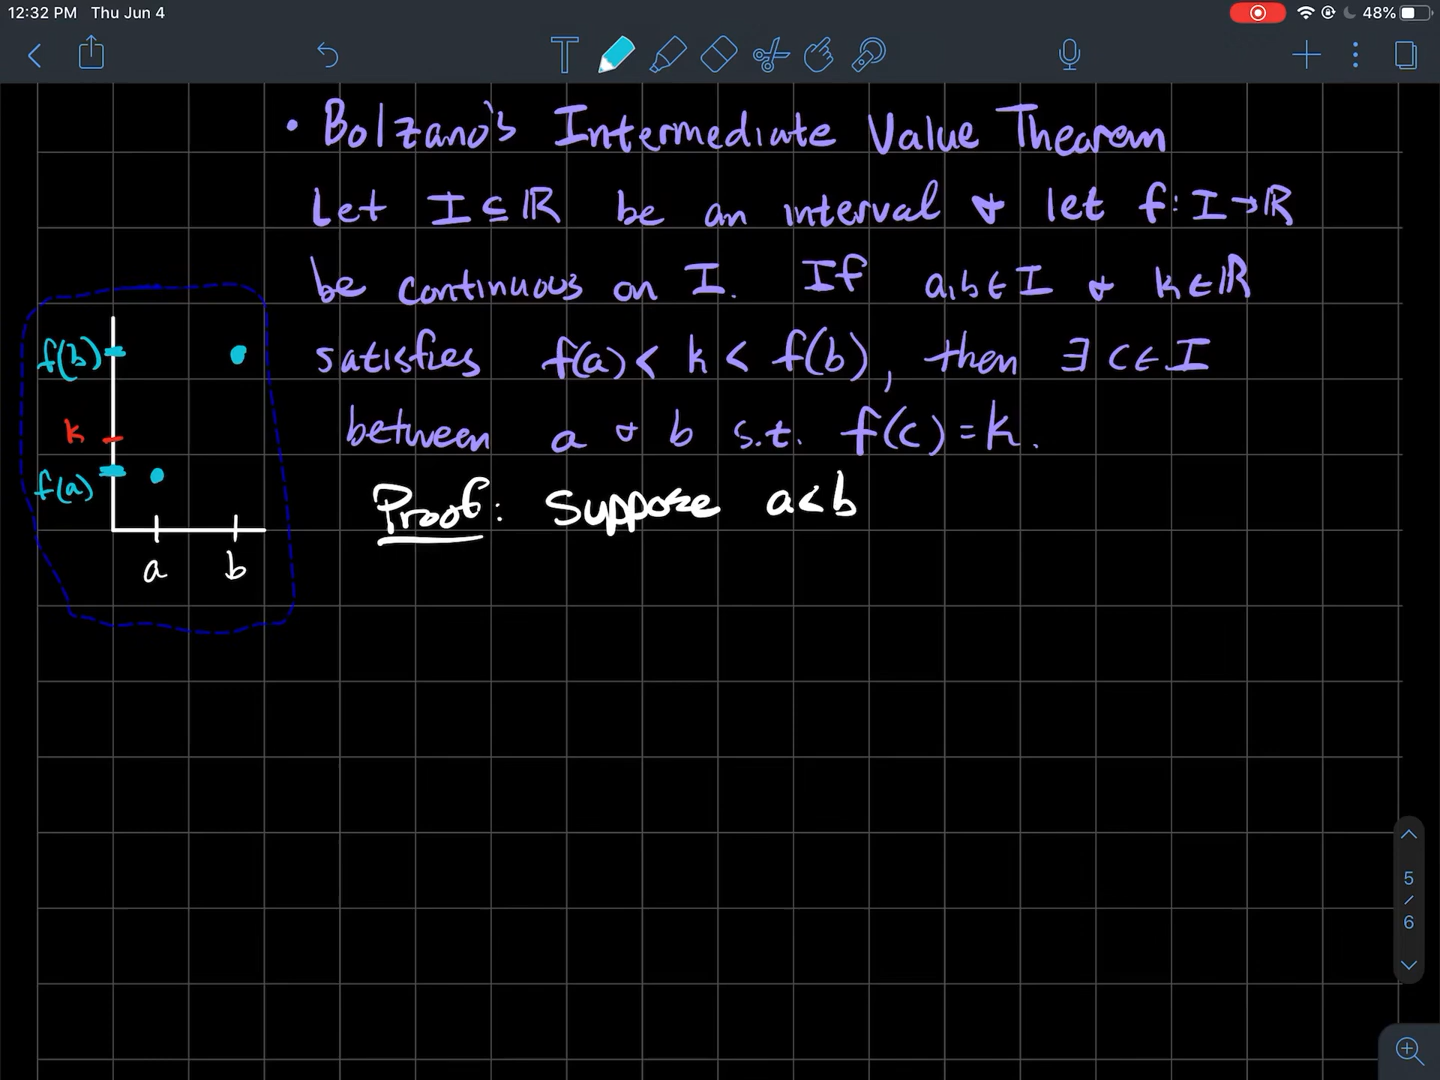 12:32 PM Thu Jun 4
48%
T
• Bolzano's Intermediate Value Theorem
Let I ⊆ ℝ be an interval & let f: I → ℝ
be continuous on I. If a, b ∈ I & k ∈ ℝ
satisfies f(a) < k < f(b), then ∃ c ∈ I
between a & b s.t. f(c) = k.
Proof: Suppose a < b
f(b)
k
f(a)
a b
5
/
6